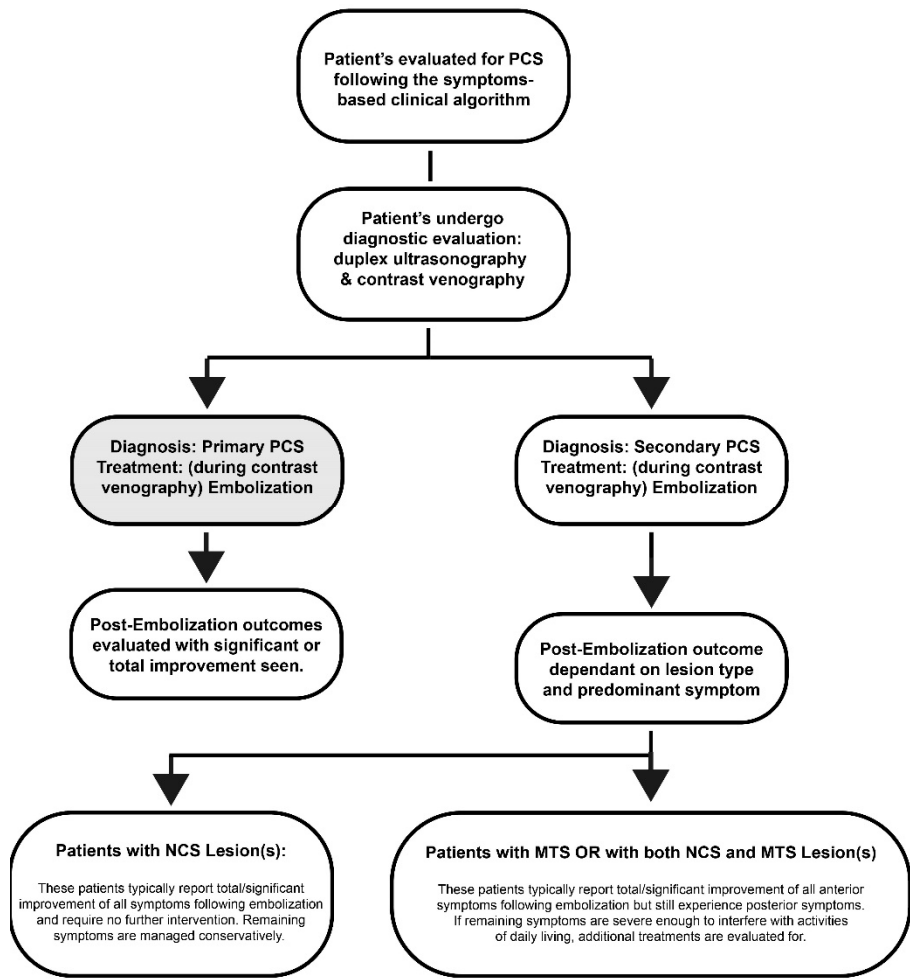 Patient's evaluated for PCS
following the symptoms-
based clinical algorithm
Patient's undergo
diagnostic evaluation:
duplex ultrasonography
& contrast venography
Diagnosis: Primary PCS
Treatment: (during contrast
venography) Embolization
Diagnosis: Secondary PCS
Treatment: (during contrast
venography) Embolization
Post-Embolization outcomes
evaluated with significant or
total improvement seen.
Post-Embolization outcome
dependant on lesion type
and predominant symptom
Patients with NCS Lesion(s):
These patients typically report total/significant
improvement of all symptoms following embolization
and require no further intervention. Remaining
symptoms are managed conservatively.
Patients with MTS OR with both NCS and MTS Lesion(s)
These patients typically report total/significant improvement of all anterior
symptoms following embolization but still experience posterior symptoms.
If remaining symptoms are severe enough to interfere with activities
of daily living, additional treatments are evaluated for.